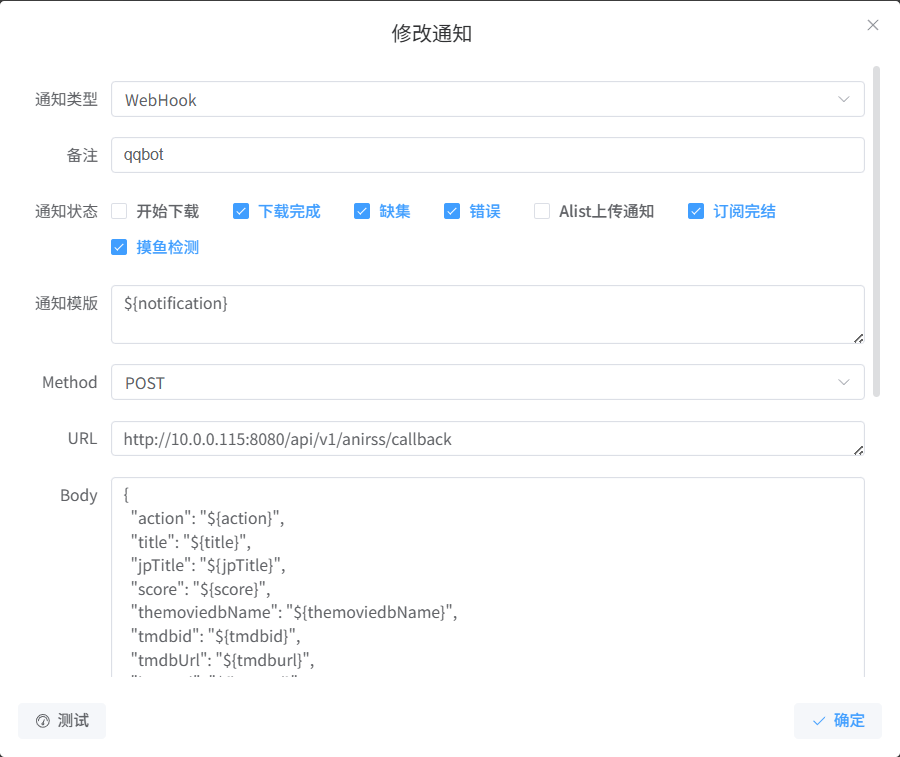 修改通知
通知类型 WebHook
备注 qqbot
通知状态 开始下载 下载完成 缺集 错误 Alist上传通知 订阅完结
摸鱼检测
通知模版 ${notification}
Method POST
URL http://10.0.0.115:8080/api/v1/anirss/callback
Body {
"action": "${action}",
"title": "${title}",
"jpTitle": "${jpTitle}",
"score": "${score}",
"themoviedbName": "${themoviedbName}",
"tmdbid": "${tmdbid}",
"tmdbUrl": "${tmdburl}",
测试 确定